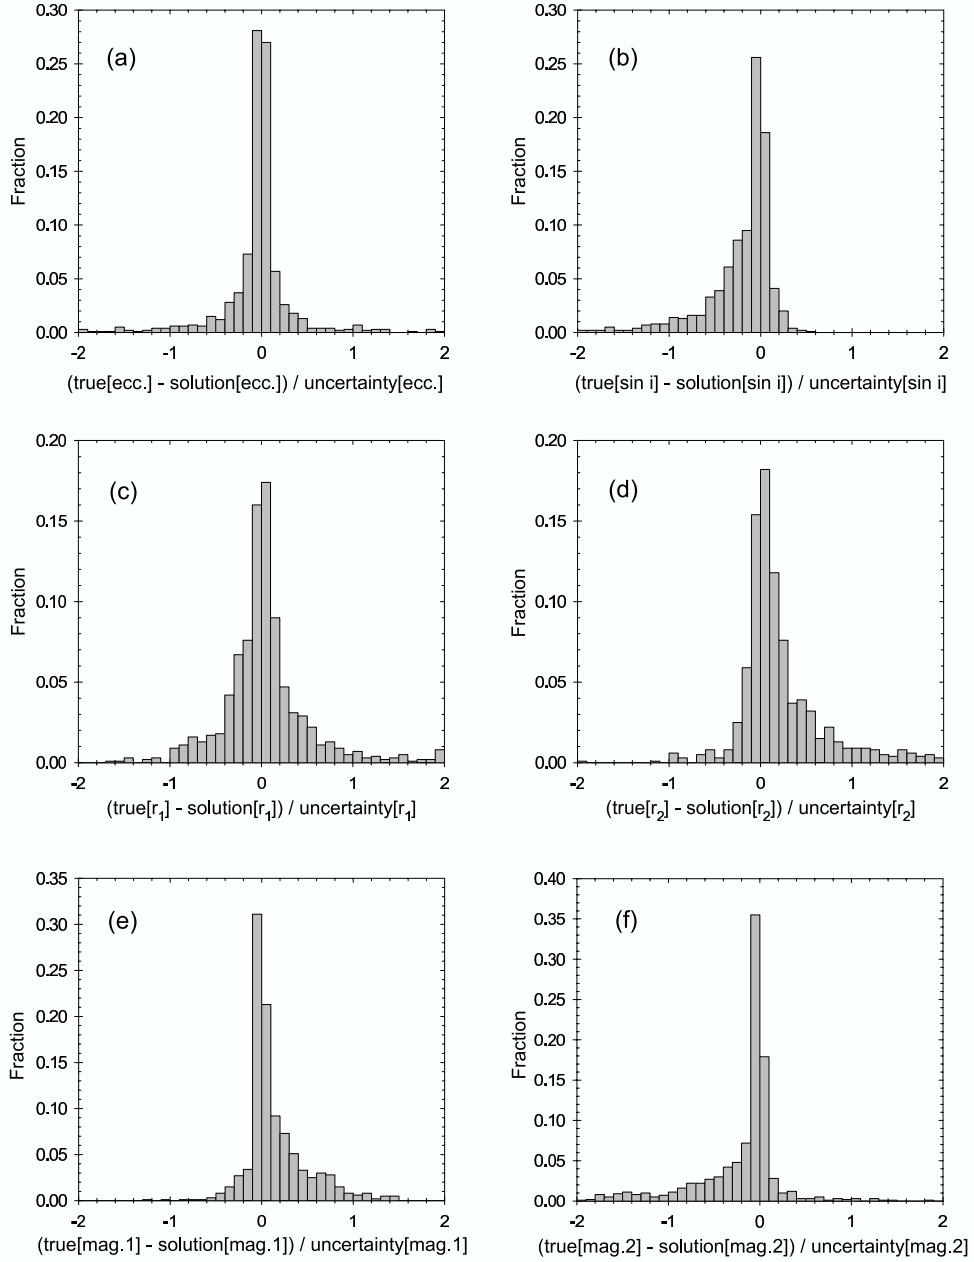 0.30
0.25
0.20
0.15
0.10
0.05
0.00
Fraction
(a)
-2 -1 0 1 2
(true[ecc.] - solution[ecc.]) / uncertainty[ecc.]
0.30
0.25
0.20
0.15
0.10
0.05
0.00
Fraction
(b)
-2 -1 0 1 2
(true[sin i] - solution[sin i]) / uncertainty[sin i]
0.20
0.15
0.10
0.05
0.00
Fraction
(c)
-2 -1 0 1 2
(true[r1] - solution[r1]) / uncertainty[r1]
0.20
0.15
0.10
0.05
0.00
Fraction
(d)
-2 -1 0 1 2
(true[r2] - solution[r2]) / uncertainty[r2]
0.35
0.30
0.25
0.20
0.15
0.10
0.05
0.00
Fraction
(e)
-2 -1 0 1 2
(true[mag.1] - solution[mag.1]) / uncertainty[mag.1]
0.40
0.35
0.30
0.25
0.20
0.15
0.10
0.05
0.00
Fraction
(f)
-2 -1 0 1 2
(true[mag.2] - solution[mag.2]) / uncertainty[mag.2]